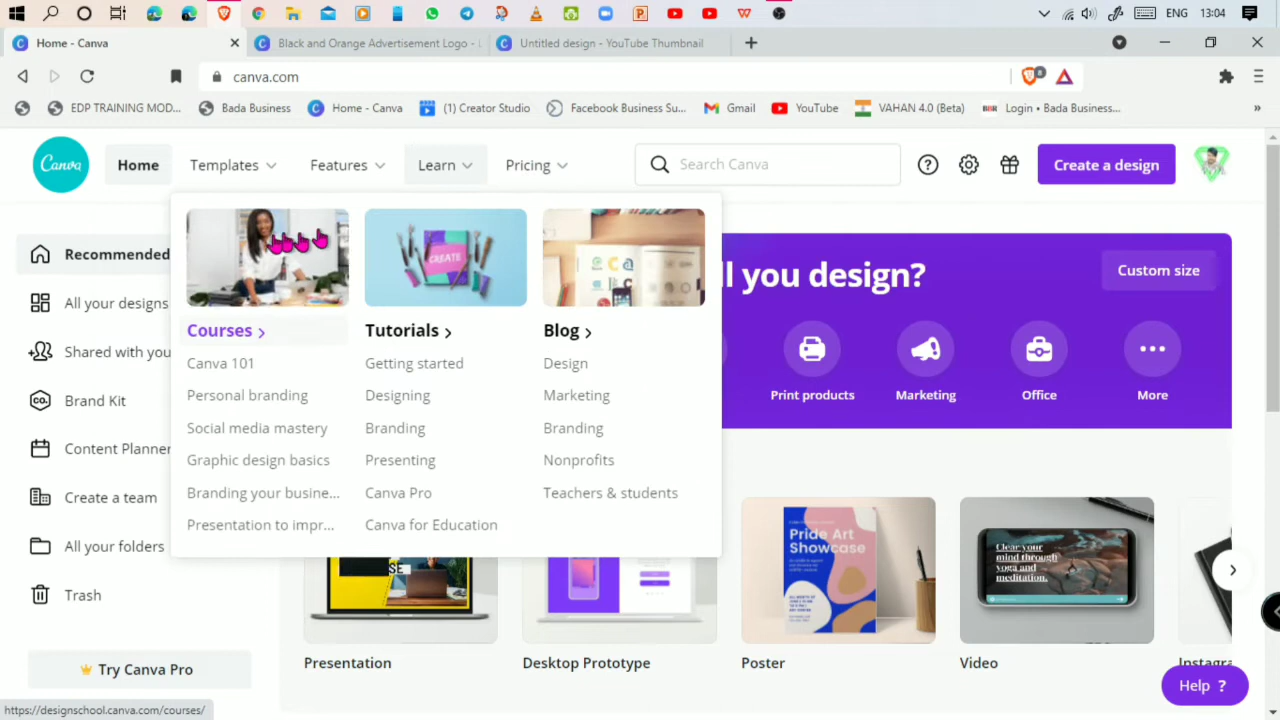 ENG 13:04
Home - Canva
Black and Orange Advertisement Logo - L
Untitled design - YouTube Thumbnail
canva.com
EDP TRAINING MOD...
Bada Business
Home - Canva
(1) Creator Studio
Facebook Business Su...
Gmail
YouTube
VAHAN 4.0 (Beta)
Login • Bada Business...
Canva
Home
Templates
Features
Learn
Pricing
Search Canva
Create a design
Recommended
All your designs
Shared with you
Brand Kit
Content Planner
Create a team
All your folders
Trash
Try Canva Pro
CREATE
Courses >
Canva 101
Personal branding
Social media mastery
Graphic design basics
Branding your busine...
Presentation to impr...
Tutorials >
Getting started
Designing
Branding
Presenting
Canva Pro
Canva for Education
Blog >
Design
Marketing
Branding
Nonprofits
Teachers & students
ll you design?
Custom size
Print products
Marketing
Office
More
SE
Pride Art
Showcase
Clear your
mind through
yoga and
meditation.
Presentation
Desktop Prototype
Poster
Video
Instagra
Help ?
https://designschool.canva.com/courses/